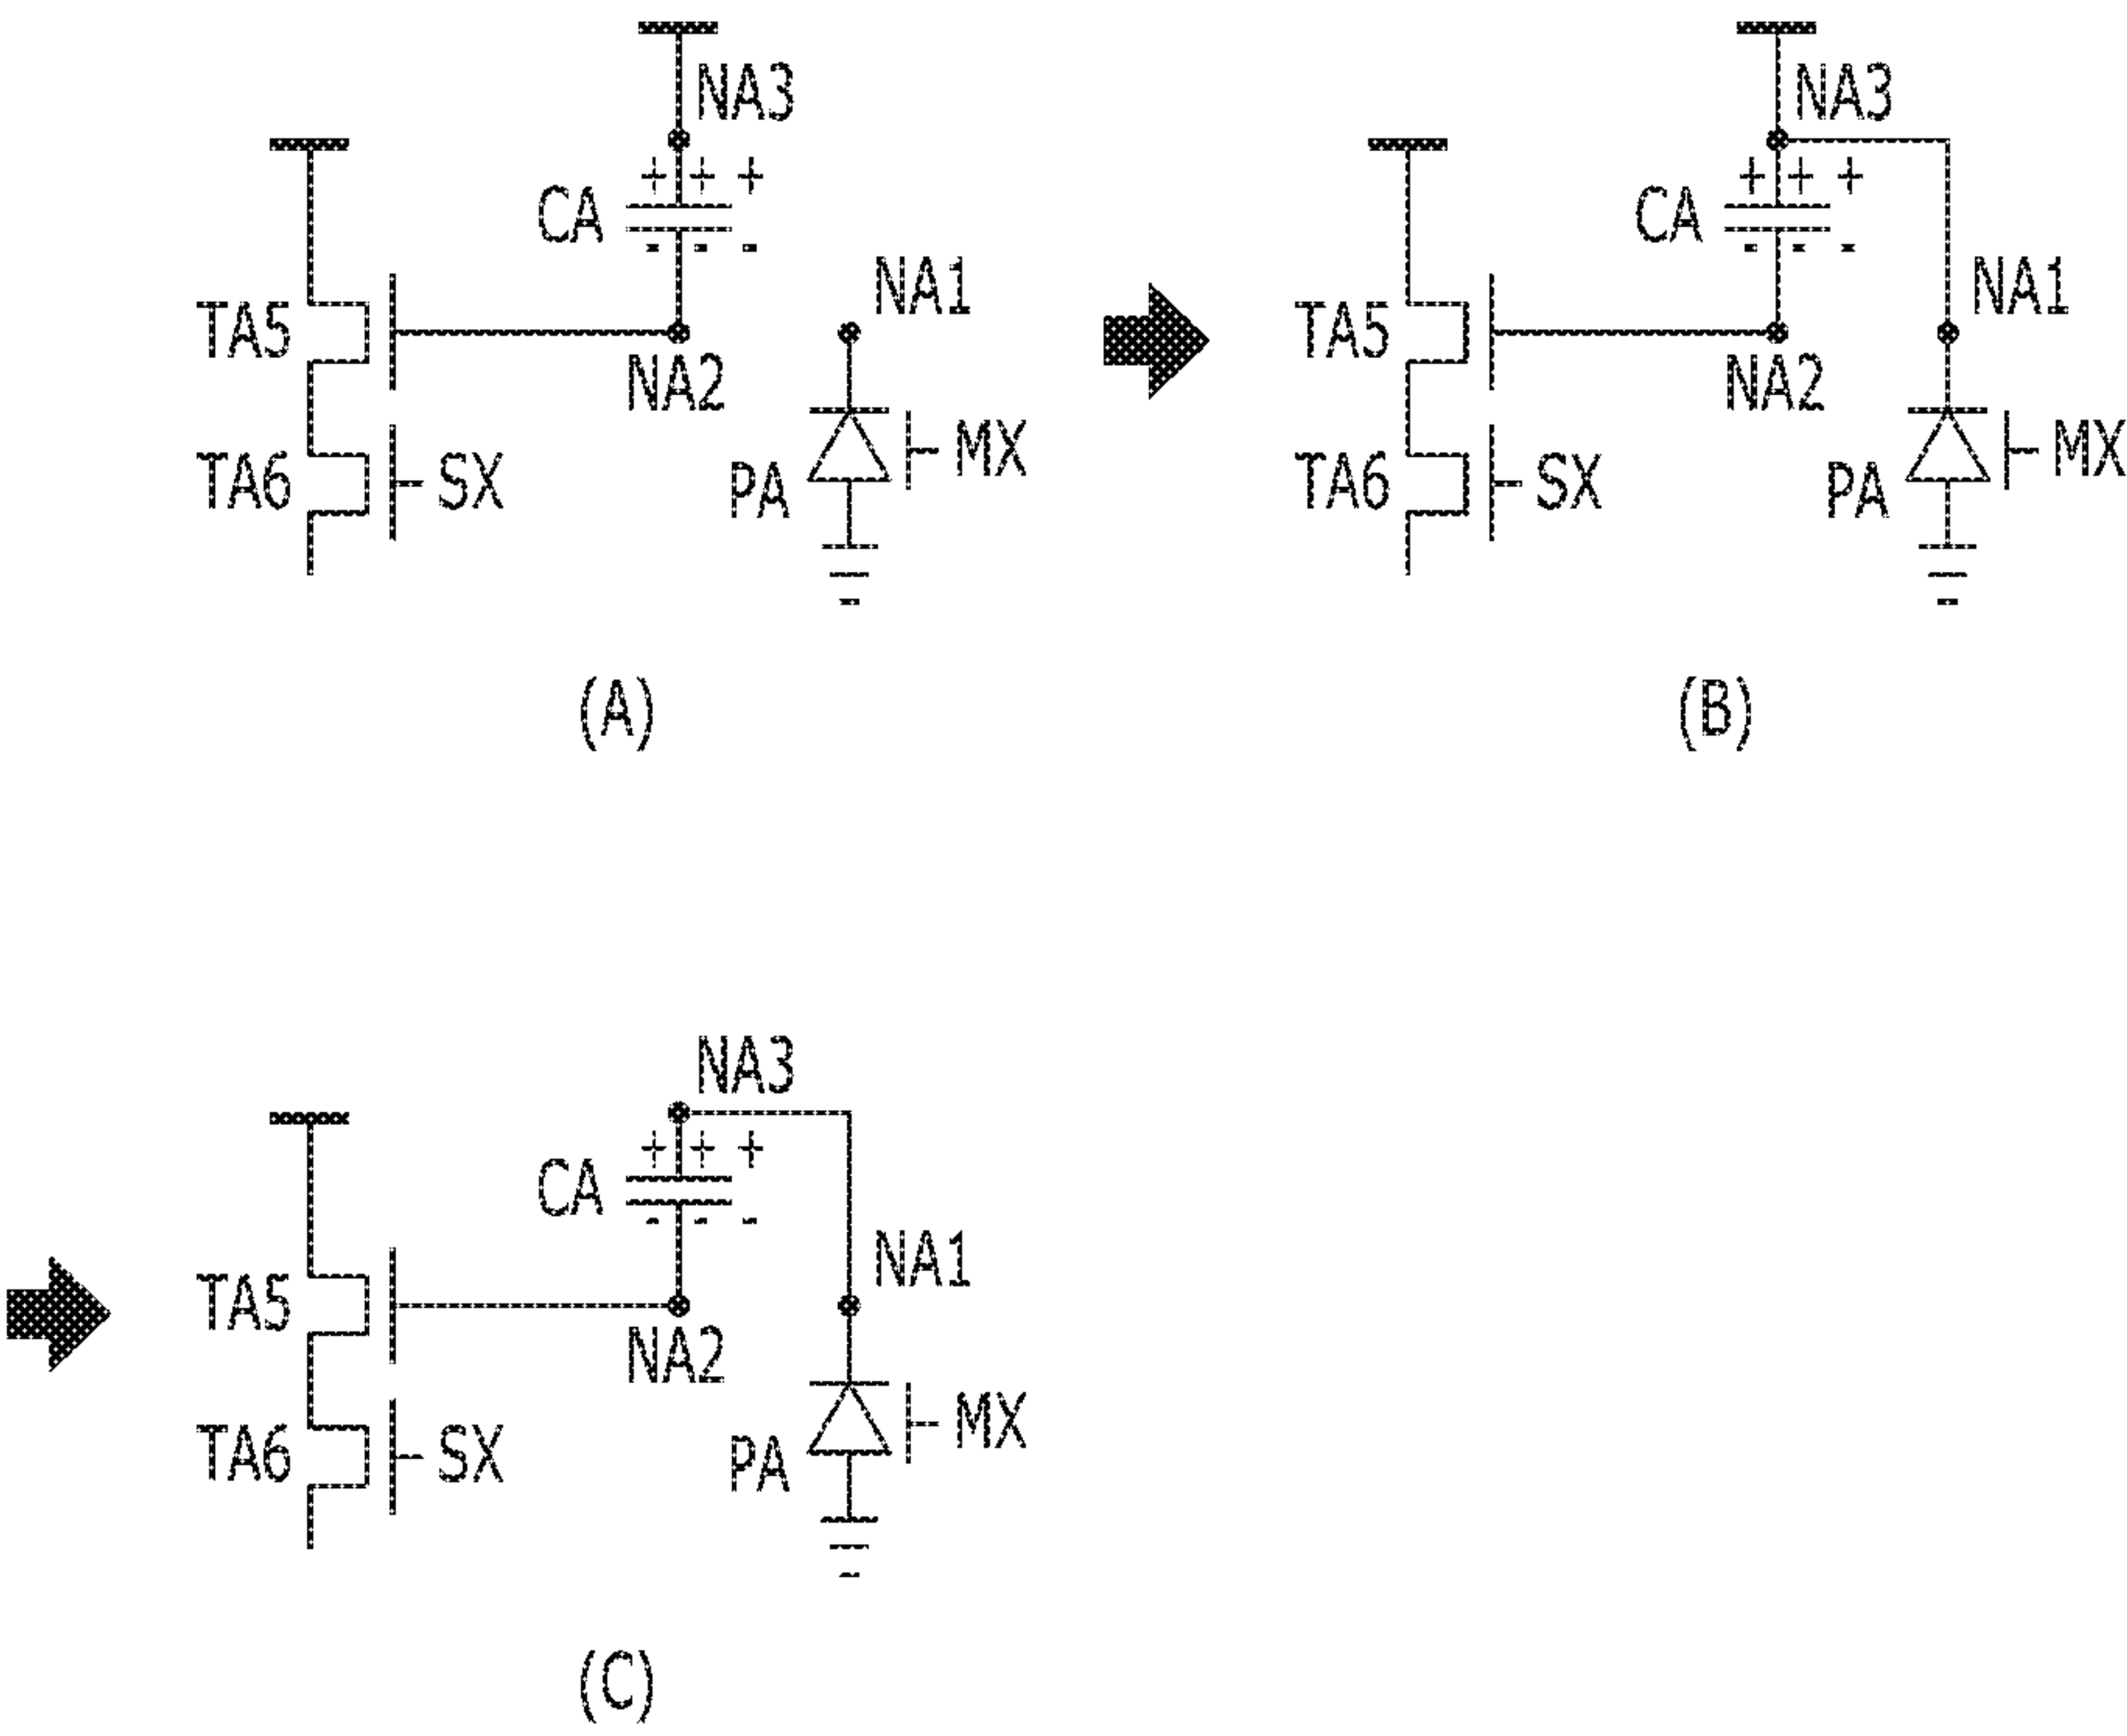 NA3
+ + +
CA
- - -
NA1
TA5
NA2
TA6
SX
PA
MX
(A)
NA3
+ + +
CA
- - -
NA1
TA5
NA2
TA6
SX
PA
MX
(B)
NA3
+ + +
CA
- - -
NA1
TA5
NA2
TA6
SX
PA
MX
(C)